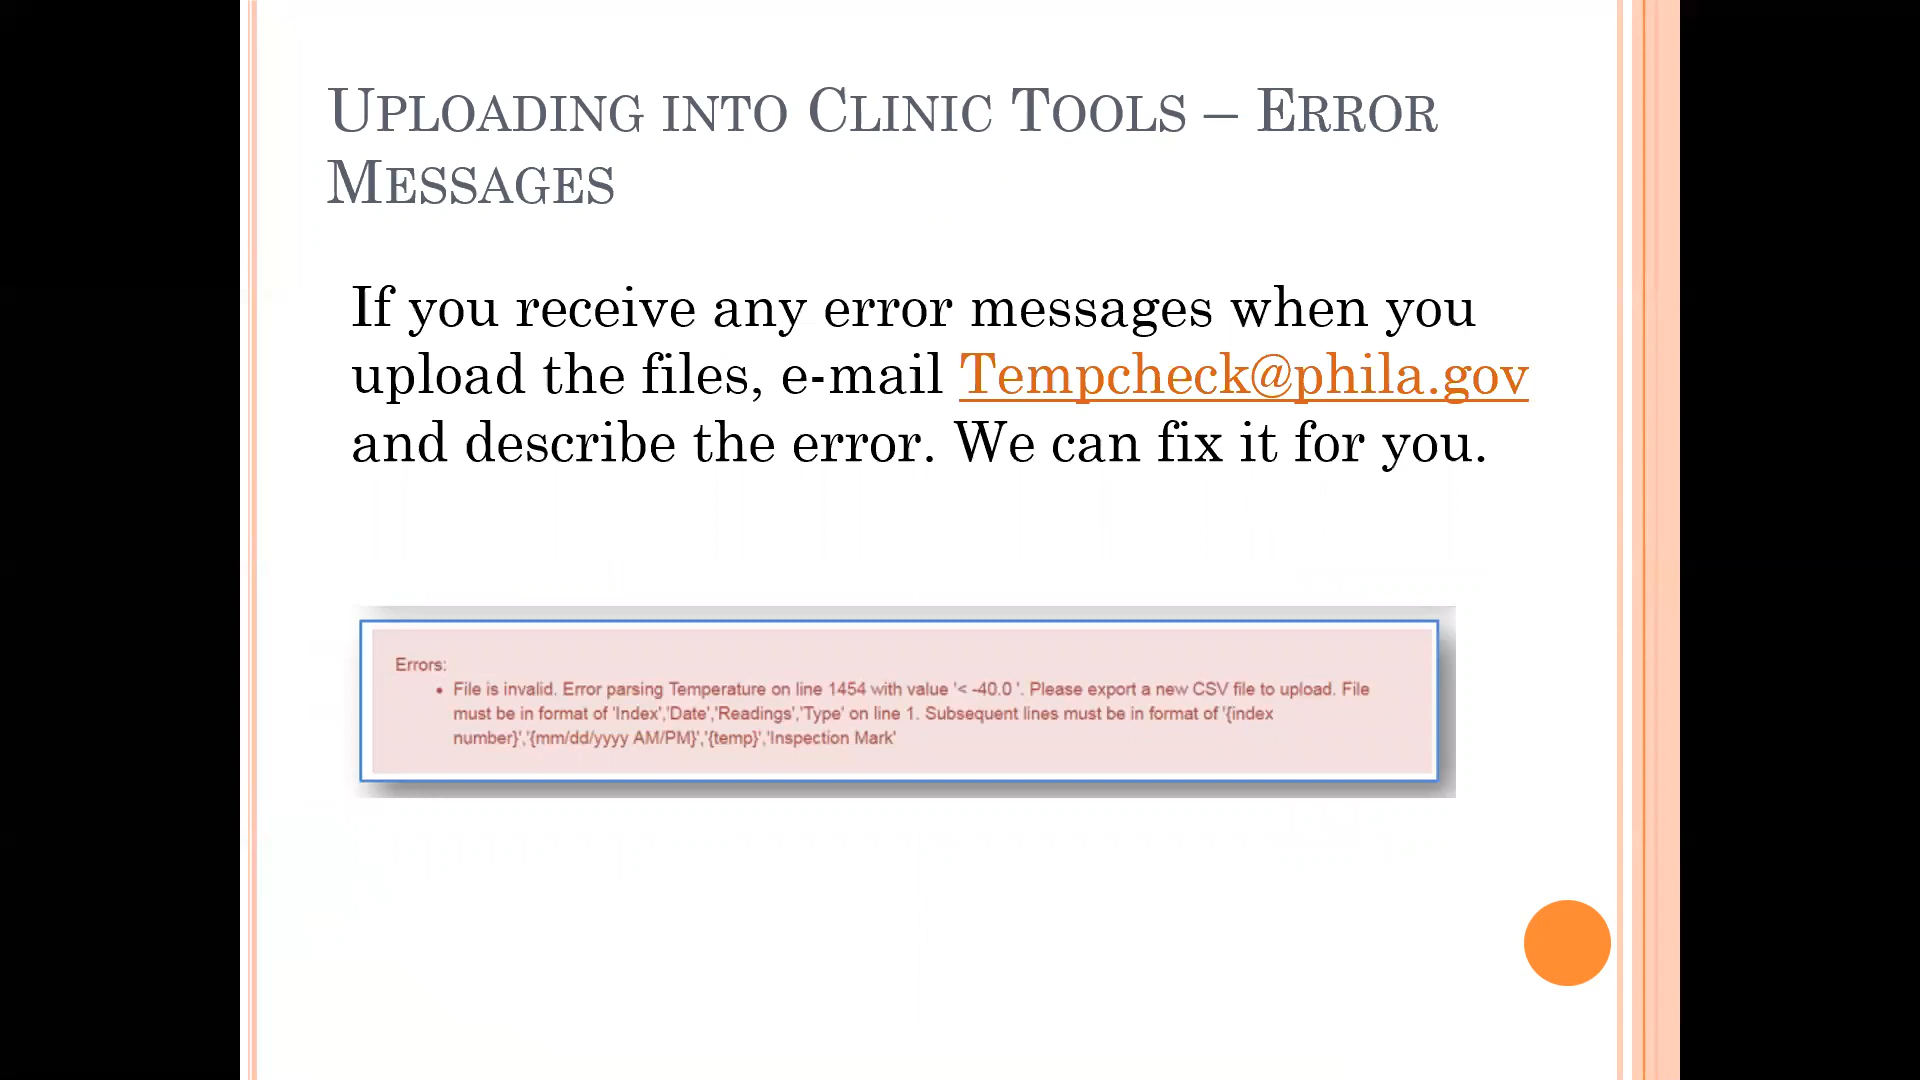 UPLOADING INTO CLINIC TOOLS – ERROR
MESSAGES
If you receive any error messages when you
upload the files, e-mail Tempcheck@phila.gov
and describe the error. We can fix it for you.
Errors:
• File is invalid. Error parsing Temperature on line 1454 with value '< -40.0 '. Please export a new CSV file to upload. File
must be in format of 'Index','Date','Readings','Type' on line 1. Subsequent lines must be in format of '{index
number}','{mm/dd/yyyy AM/PM}','{temp}','Inspection Mark'